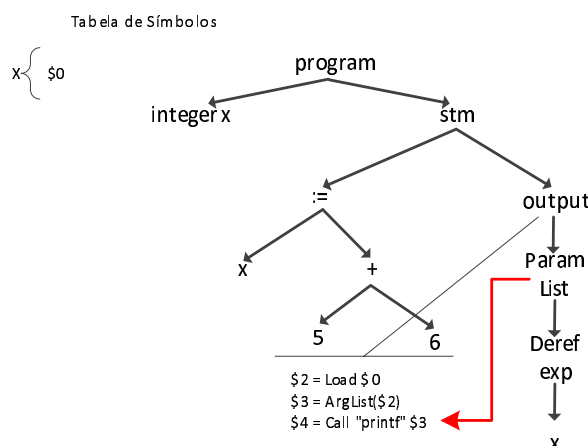 Tabela de Símbolos
x $0
program
integer x stm
:= output
x +
Param
List
5 6
Deref
exp
$2 = Load $0
$3 = ArgList($2)
$4 = Call "printf" $3
x